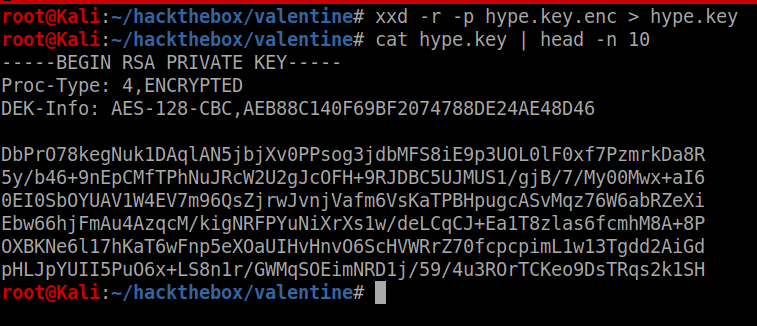 root@Kali:~/hackthebox/valentine# xxd -r -p hype.key.enc > hype.key
root@Kali:~/hackthebox/valentine# cat hype.key | head -n 10
-----BEGIN RSA PRIVATE KEY-----
Proc-Type: 4,ENCRYPTED
DEK-Info: AES-128-CBC,AEB88C140F69BF2074788DE24AE48D46
DbPrO78kegNuk1DAqlAN5jbjXv0PPsog3jdbMFS8iE9p3UOL0lF0xf7PzmrkDa8R
5y/b46+9nEpCMfTPhNuJRcW2U2gJcOFH+9RJDBC5UJMUS1/gjB/7/My00Mwx+aI6
0EI0SbOYUAV1W4EV7m96QsZjrwJvnjVafm6VsKaTPBHpugcASvMqz76W6abRZeXi
Ebw66hjFmAu4AzqcM/kigNRFPYuNiXrXs1w/deLCqCJ+Ea1T8zlas6fcmhM8A+8P
OXBKNe6l17hKaT6wFnp5eXOaUIHvHnvO6ScHVWRrZ70fcpcpimL1w13Tgdd2AiGd
pHLJpYUII5PuO6x+LS8n1r/GWMqSOEimNRD1j/59/4u3ROrTCKeo9DsTRqs2k1SH
root@Kali:~/hackthebox/valentine#